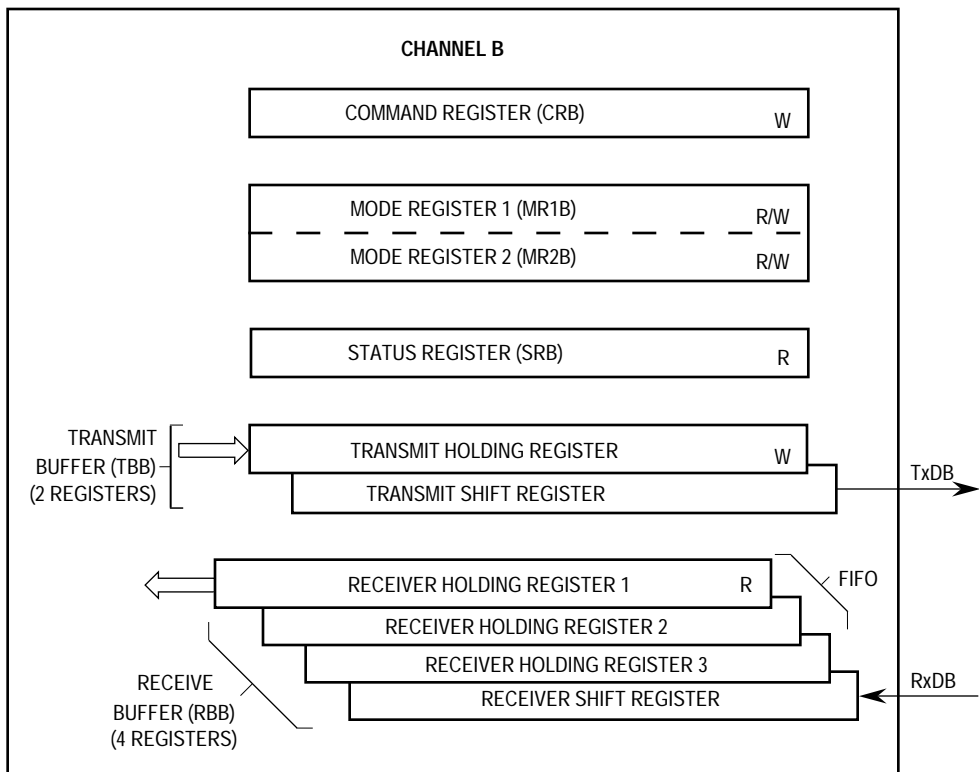 CHANNEL B
COMMAND REGISTER (CRB)
W
MODE REGISTER 1 (MR1B)
R/W
MODE REGISTER 2 (MR2B)
R/W
STATUS REGISTER (SRB)
R
TRANSMIT
BUFFER (TBB)
(2 REGISTERS)
TRANSMIT HOLDING REGISTER
W
TRANSMIT SHIFT REGISTER
TxDB
RECEIVER HOLDING REGISTER 1
R
FIFO
RECEIVER HOLDING REGISTER 2
RECEIVER HOLDING REGISTER 3
RECEIVER SHIFT REGISTER
RxDB
RECEIVE
BUFFER (RBB)
(4 REGISTERS)